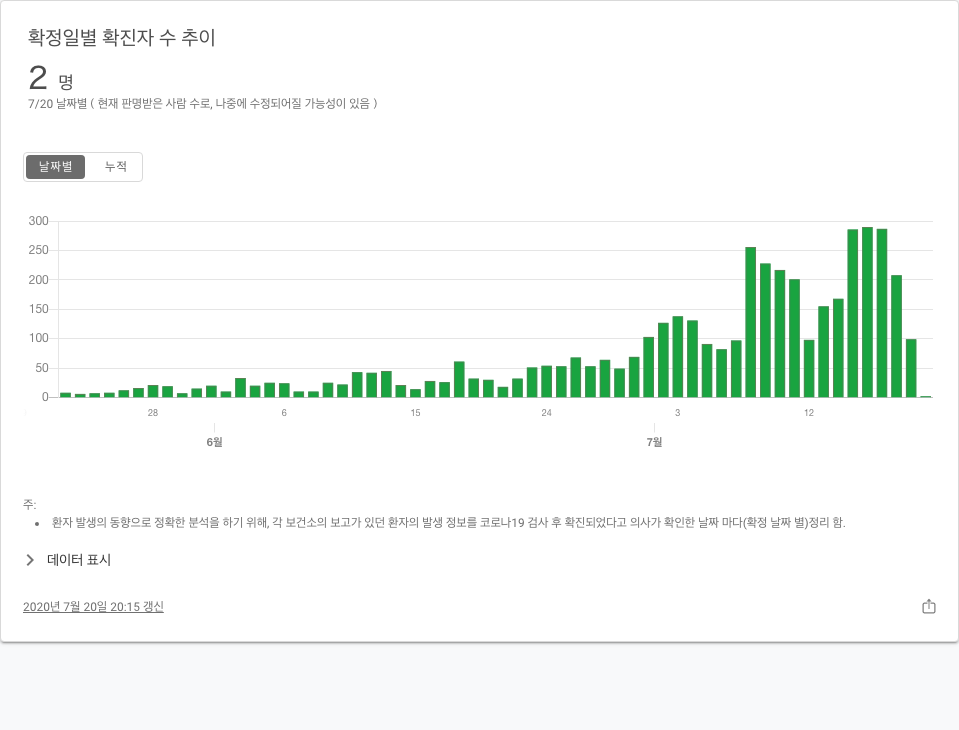 확정일별 확진자 수 추이
2 명
7/20 날짜별 ( 현재 판명받은 사람 수로, 나중에 수정되어질 가능성이 있음 )
날짜별 누적
300
250
200
150
100
50
0
28 6 15 24 3 12
6월 7월
주:
• 환자 발생의 동향으로 정확한 분석을 하기 위해, 각 보건소의 보고가 있던 환자의 발생 정보를 코로나19 검사 후 확진되었다고 의사가 확인한 날짜 마다(확정 날짜 별)정리 함.
데이터 표시
2020년 7월 20일 20:15 갱신